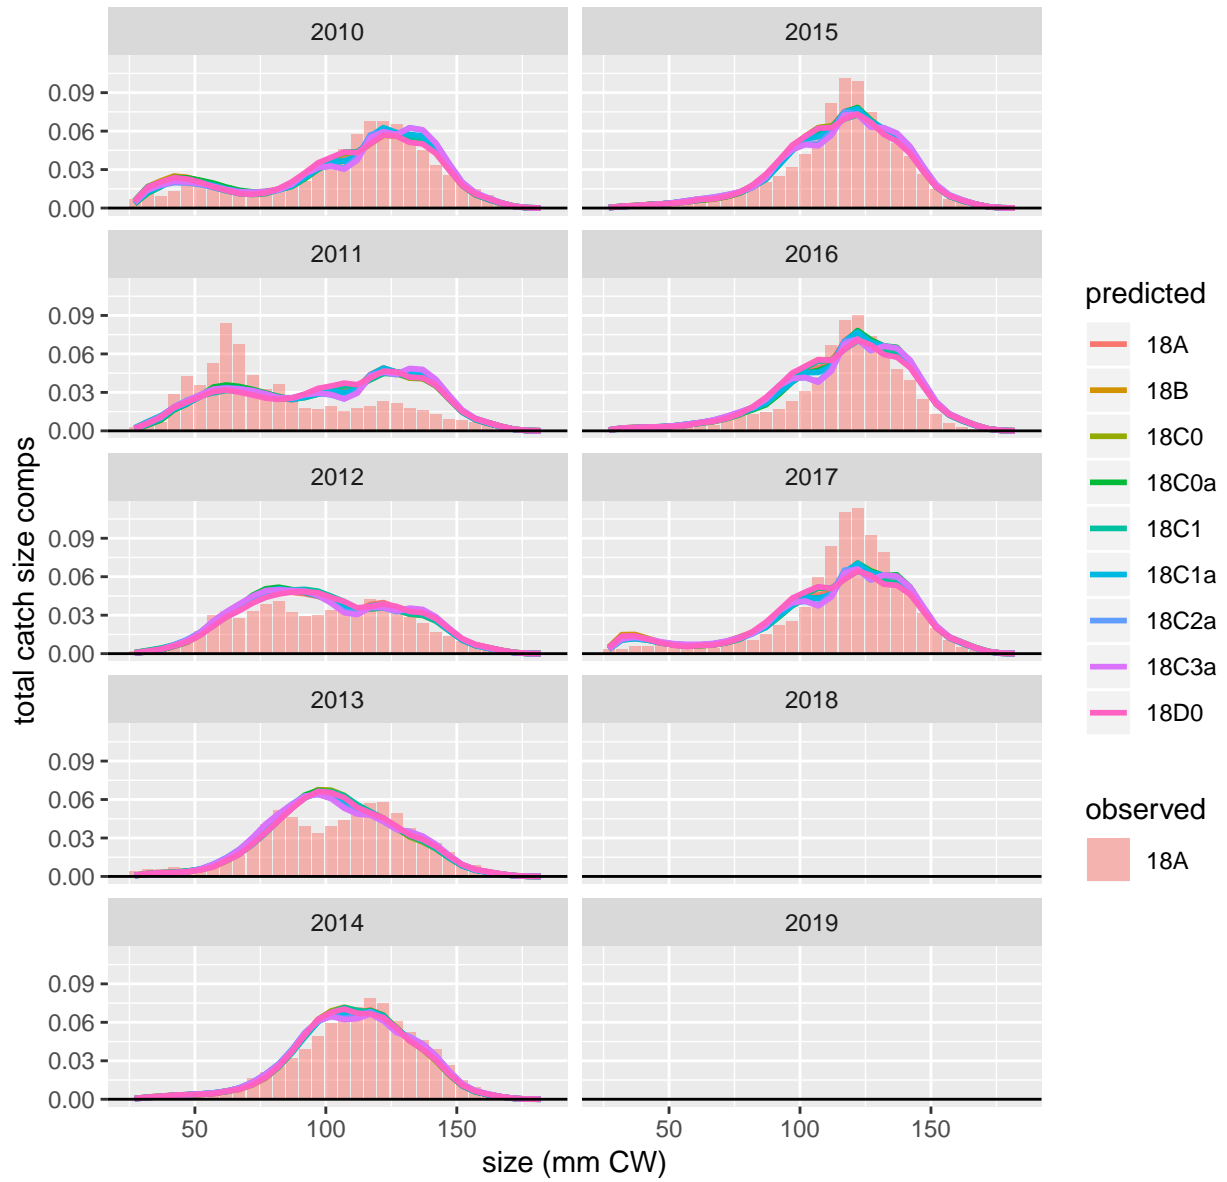 2010
2015
0.09
0.06
0.03
0.00
2011
2016
0.09
0.06
0.03
0.00
2012
2017
0.09
0.06
0.03
0.00
2013
2018
0.09
0.06
0.03
0.00
2014
2019
0.09
0.06
0.03
0.00
50
100
150
50
100
150
size (mm CW)
total catch size comps
predicted
18A
18B
18C0
18C0a
18C1
18C1a
18C2a
18C3a
18D0
observed
18A